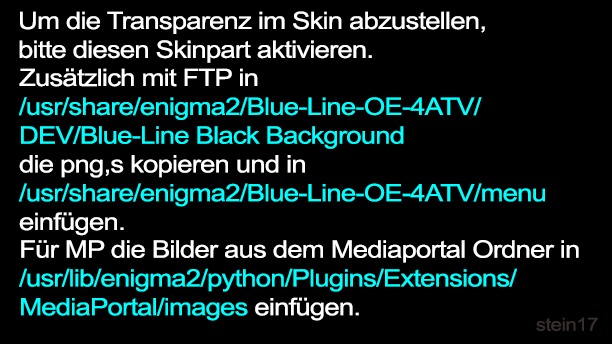 Um die Transparenz im Skin abzustellen,
bitte diesen Skinpart aktivieren.
Zusätzlich mit FTP in
/usr/share/enigma2/Blue-Line-OE-4ATV/
DEV/Blue-Line Black Background
die png,s kopieren und in
/usr/share/enigma2/Blue-Line-OE-4ATV/menu
einfügen.
Für MP die Bilder aus dem Mediaportal Ordner in
/usr/lib/enigma2/python/Plugins/Extensions/
MediaPortal/images einfügen.
stein17